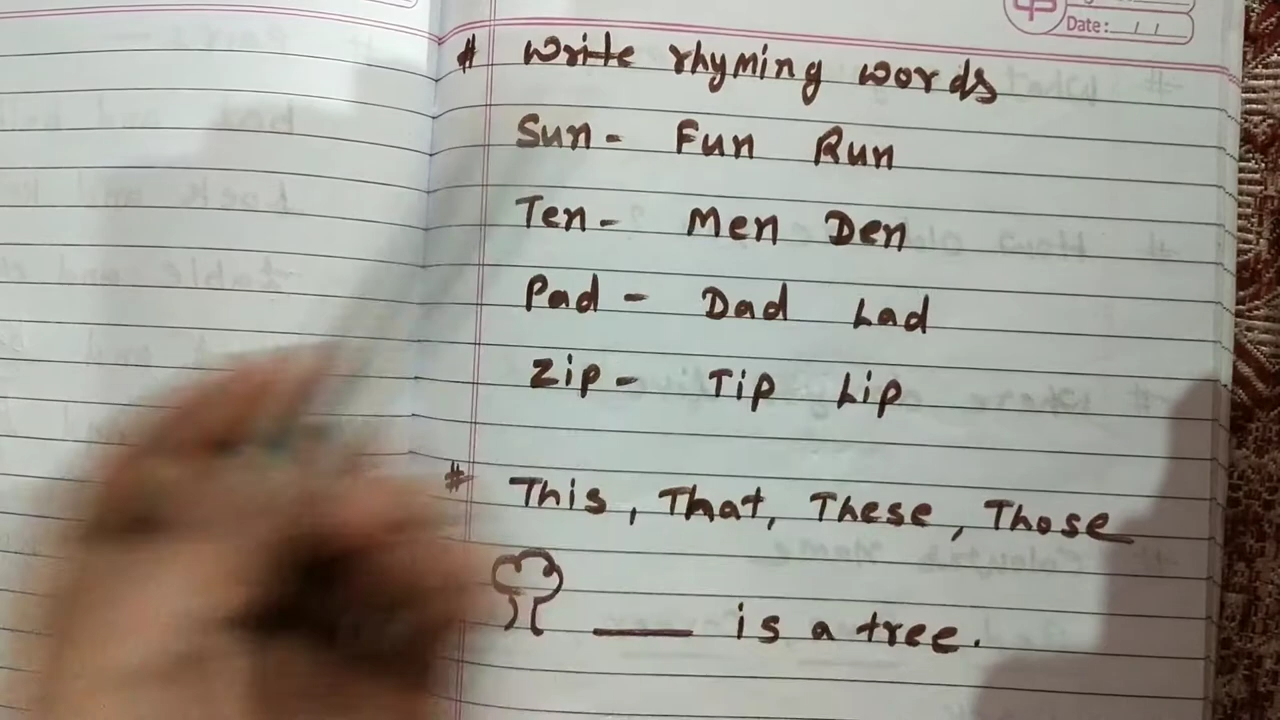 Date: / /
# Write rhyming words
Sun - Fun Run
Ten - Men Den
Pad - Dad Lad
Zip - Tip Lip
# This, That, These, Those
____ is a tree.